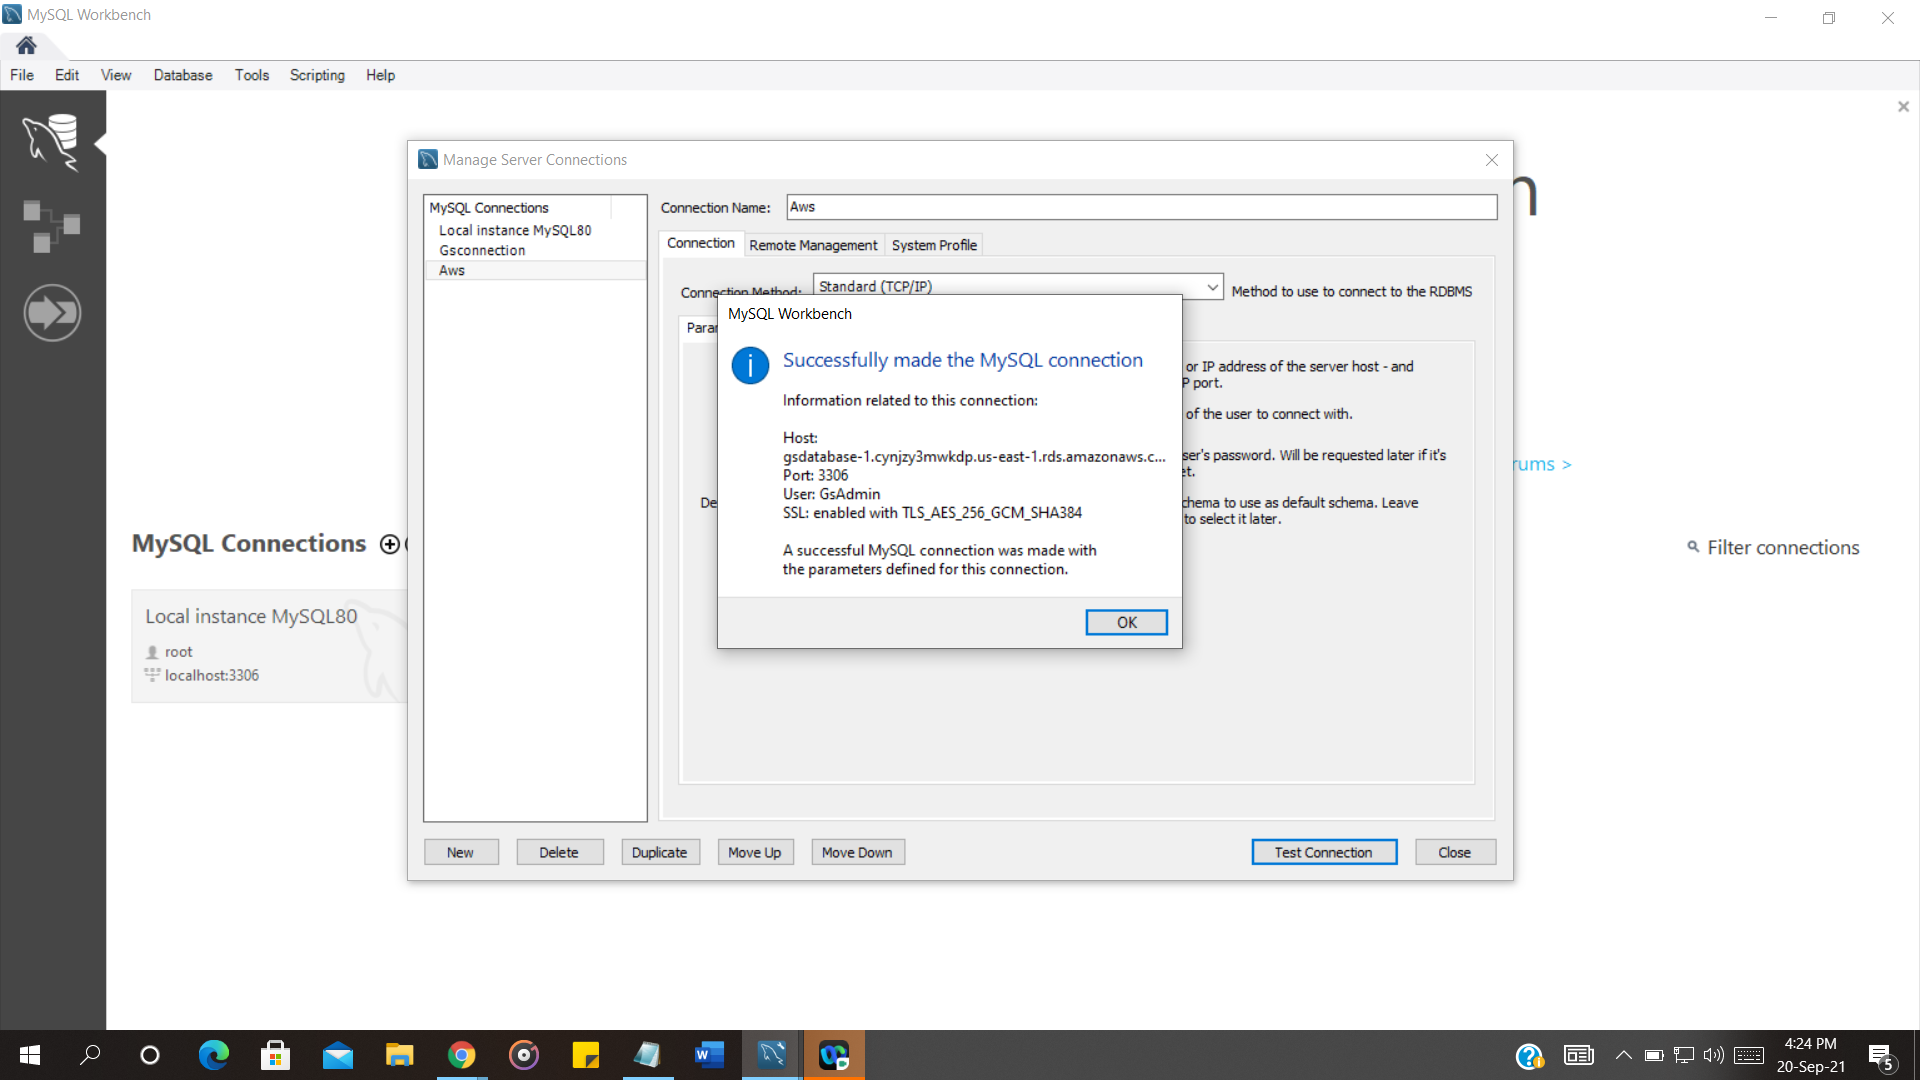 MySQL Workbench
File Edit View Database Tools Scripting Help
Manage Server Connections
MySQL Connections
Local instance MySQL80
Gsconnection
Aws
Connection Name: Aws
Connection Remote Management System Profile
Connection Method: Standard (TCP/IP) Method to use to connect to the RDBMS
MySQL Workbench
Successfully made the MySQL connection
Information related to this connection:
Host:
gsdatabase-1.cynjzy3mwkdp.us-east-1.rds.amazonaws.c...
Port: 3306
User: GsAdmin
SSL: enabled with TLS_AES_256_GCM_SHA384
A successful MySQL connection was made with
the parameters defined for this connection.
OK
or IP address of the server host - and
P port.
of the user to connect with.
ser's password. Will be requested later if it's
et.
chema to use as default schema. Leave
to select it later.
rums >
MySQL Connections
Filter connections
Local instance MySQL80
root
localhost:3306
New Delete Duplicate Move Up Move Down Test Connection Close
4:24 PM
20-Sep-21
5